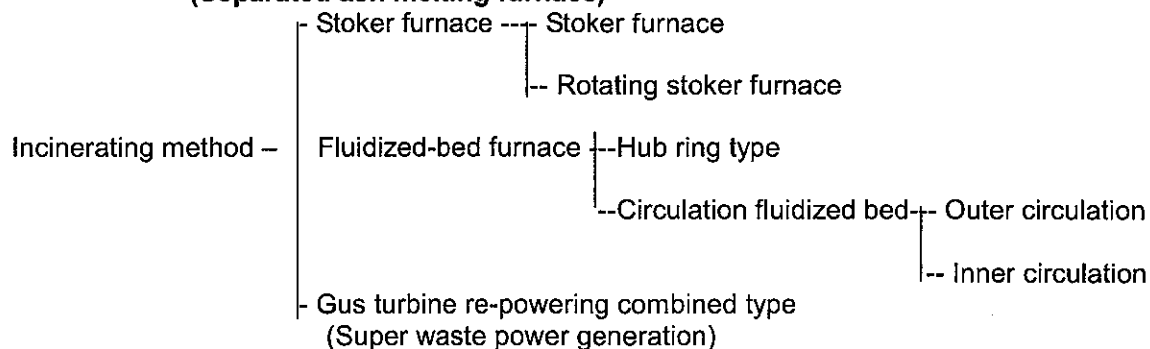 (Separated ash melting furnace)
- Stoker furnace --- Stoker furnace
-- Rotating stoker furnace
Incinerating method – Fluidized-bed furnace --Hub ring type
--Circulation fluidized bed-- Outer circulation
-- Inner circulation
- Gus turbine re-powering combined type
(Super waste power generation)